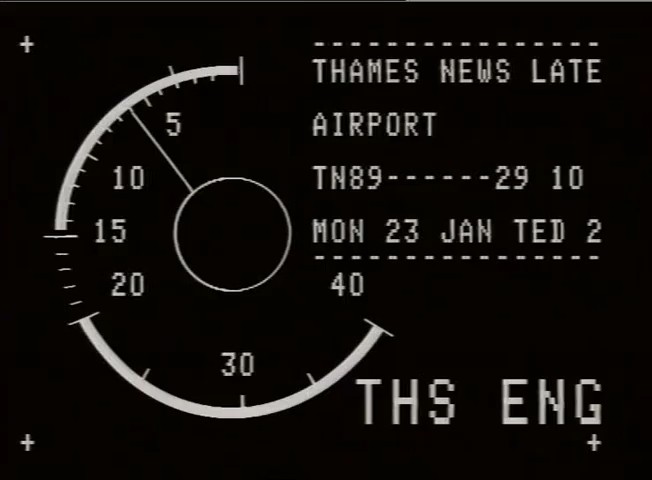 THAMES NEWS LATE
AIRPORT
TN89------29 10
MON 23 JAN TED 2
5
10
15
20
40
30
THS ENG